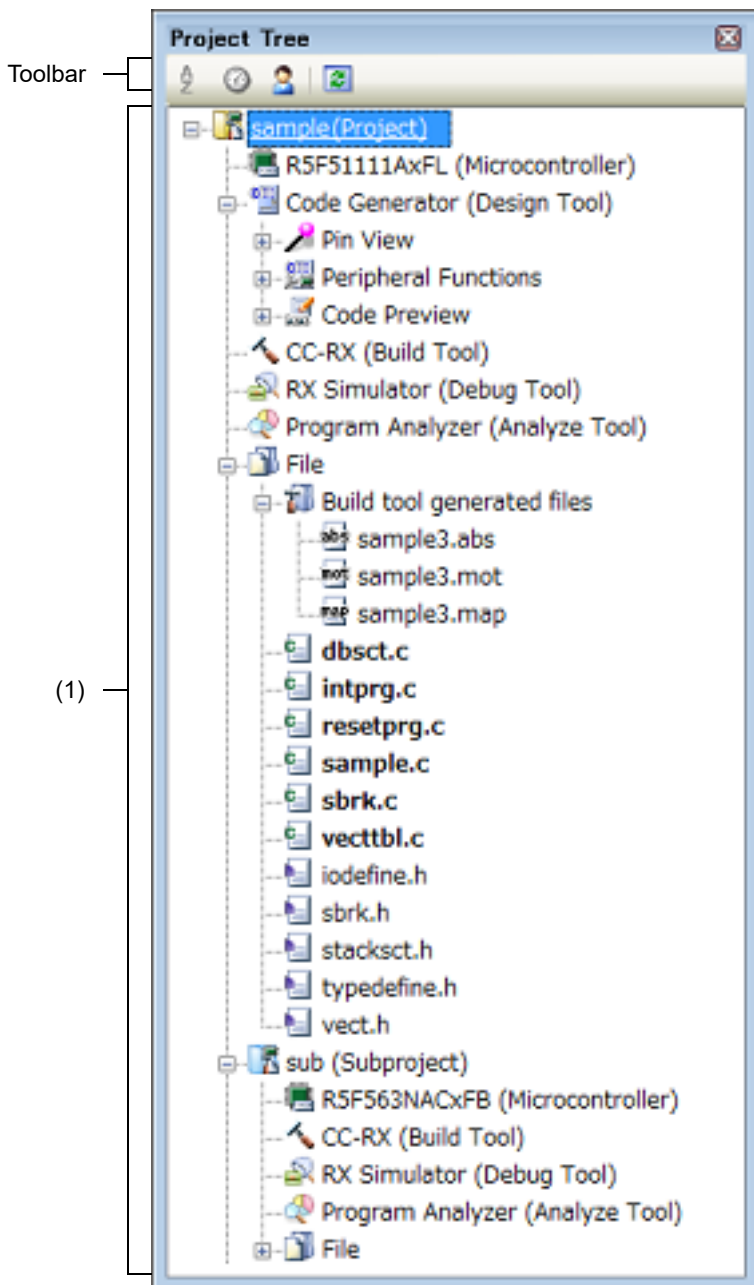 Project Tree
Toolbar
sample(Project)
R5F51111AxFL (Microcontroller)
Code Generator (Design Tool)
Pin View
Peripheral Functions
Code Preview
CC-RX (Build Tool)
RX Simulator (Debug Tool)
Program Analyzer (Analyze Tool)
File
Build tool generated files
abs sample3.abs
mot sample3.mot
map sample3.map
dbsct.c
intprg.c
(1)
resetprg.c
sample.c
sbrk.c
vecttbl.c
iodefine.h
sbrk.h
stacksct.h
typedefine.h
vect.h
sub (Subproject)
R5F563NACxFB (Microcontroller)
CC-RX (Build Tool)
RX Simulator (Debug Tool)
Program Analyzer (Analyze Tool)
File